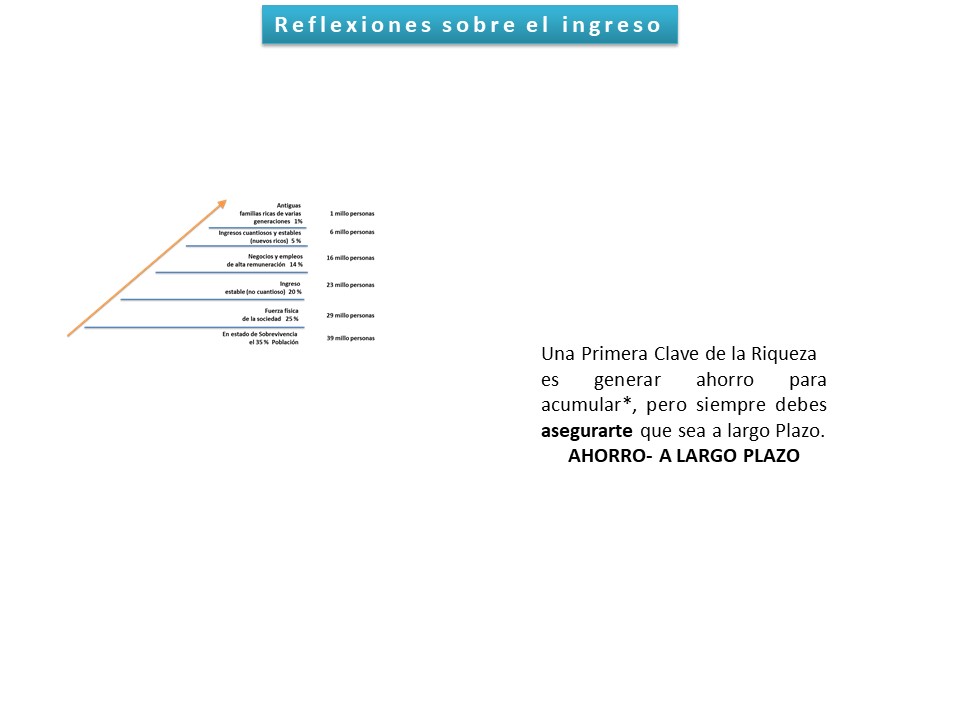 Reflexiones sobre el ingreso
Antiguas
familias ricas de varias
generaciones 1%
1 millo personas
Ingresos cuantiosos y estables
(nuevos ricos) 5 %
6 millo personas
Negocios y empleos
de alta remuneración 14 %
16 millo personas
Ingreso
estable (no cuantioso) 20 %
23 millo personas
Fuerza física
de la sociedad 25 %
29 millo personas
En estado de Sobrevivencia
el 35 % Población
39 millo personas
Una Primera Clave de la Riqueza
es generar ahorro para
acumular*, pero siempre debes
asegurarte que sea a largo Plazo.
AHORRO- A LARGO PLAZO